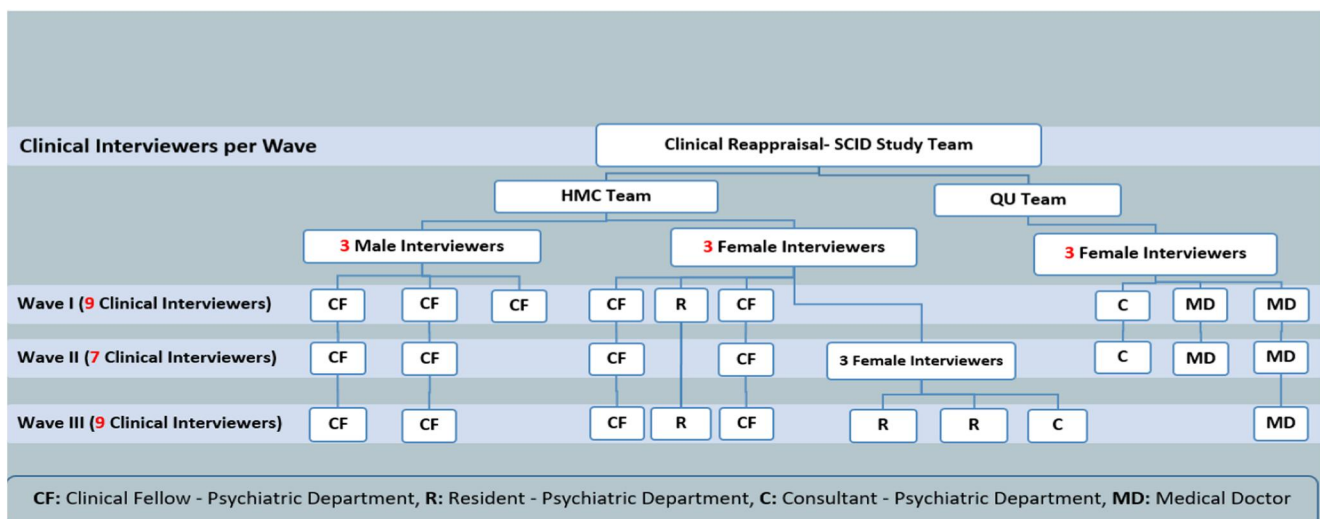 Clinical Interviewers per Wave
Clinical Reappraisal- SCID Study Team
HMC Team
QU Team
3 Male Interviewers
3 Female Interviewers
3 Female Interviewers
Wave I (9 Clinical Interviewers)
CF
CF
CF
CF
R
CF
C
MD
MD
Wave II (7 Clinical Interviewers)
CF
CF
CF
CF
3 Female Interviewers
C
MD
MD
Wave III (9 Clinical Interviewers)
CF
CF
CF
R
CF
R
R
C
MD
CF: Clinical Fellow - Psychiatric Department, R: Resident - Psychiatric Department, C: Consultant - Psychiatric Department, MD: Medical Doctor